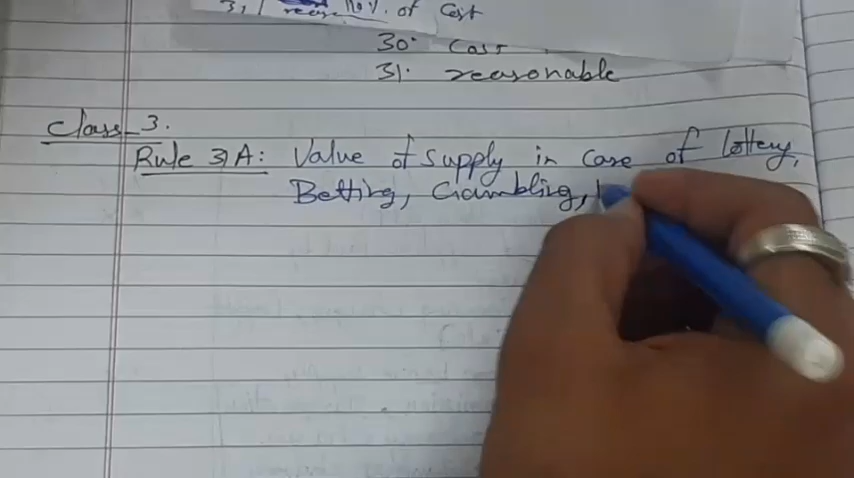 of Cost
30. Cost
31. reasonable
Class-3.
Rule 31A: Value of Supply in Case of lottery,
Betting, Gambling,